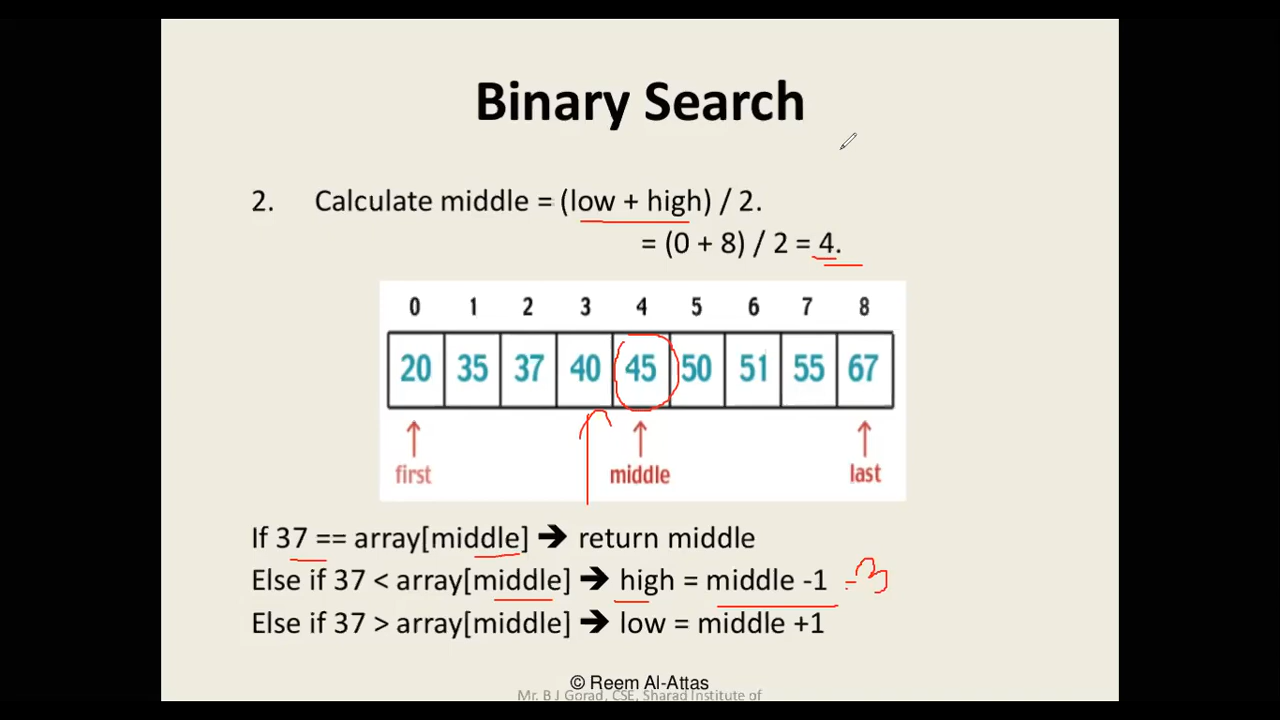 Binary Search
2. Calculate middle = (low + high) / 2.
= (0 + 8) / 2 = 4.
0 1 2 3 4 5 6 7 8
20 35 37 40 45 50 51 55 67
first middle last
If 37 == array[middle] ➔ return middle
Else if 37 < array[middle] ➔ high = middle -1 =3
Else if 37 > array[middle] ➔ low = middle +1
© Reem Al-Attas
Mr. B J Gorad, CSE, Sharad Institute of